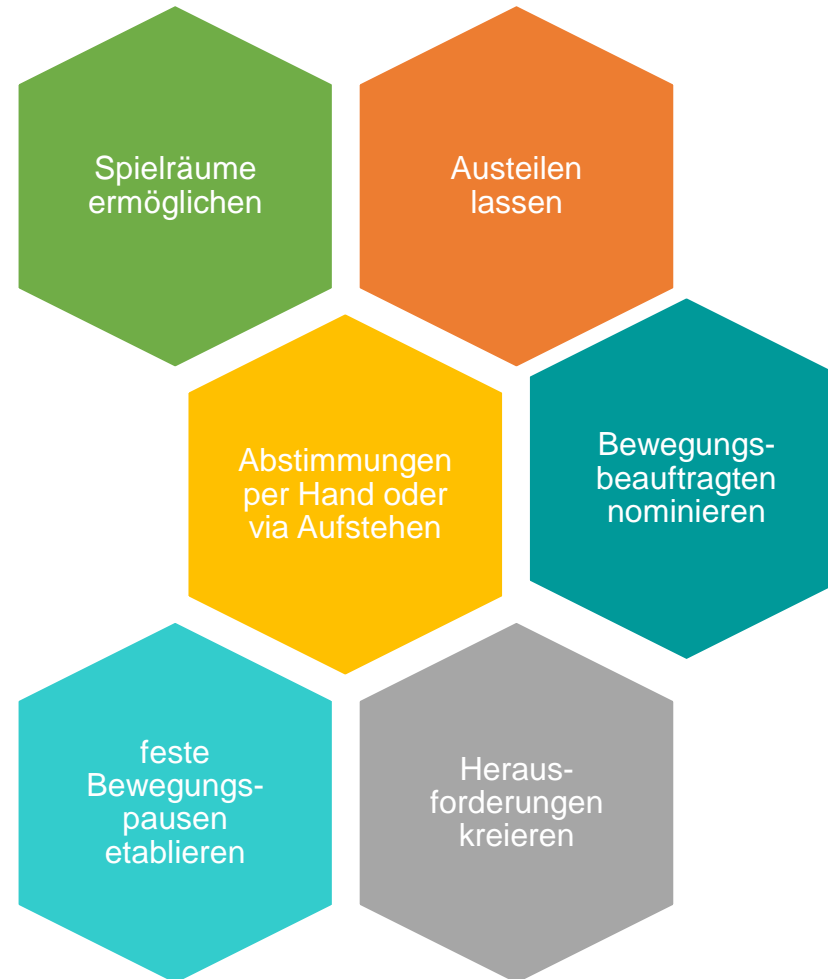 Spielräume
ermöglichen
Austeilen
lassen
Abstimmungen
per Hand oder
via Aufstehen
Bewegungs-
beauftragten
nominieren
feste
Bewegungs-
pausen
etablieren
Heraus-
forderungen
kreieren